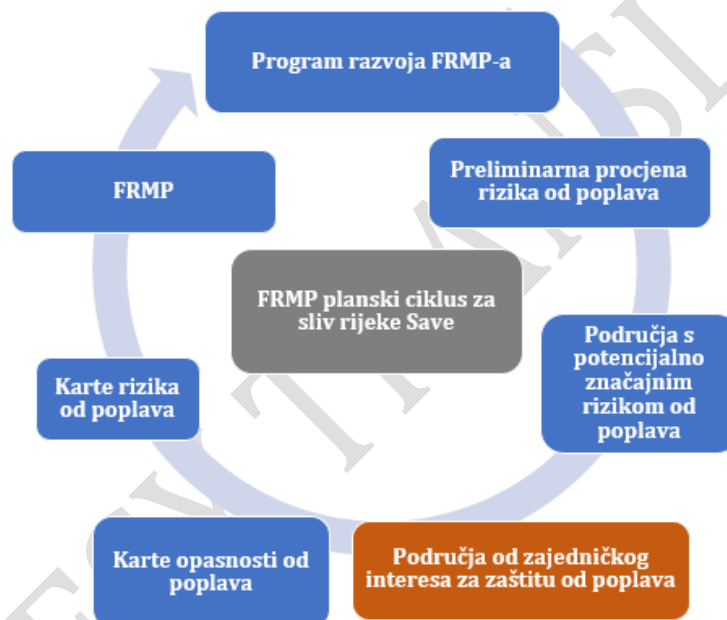 Program razvoja FRMP-a
Preliminarna procjena
rizika od poplava
FRMP
FRMP planski ciklus za
sliv rijeke Save
Područja s
potencijalno
značajnim
rizikom od
poplava
Karte rizika
od poplava
Karte opasnosti od
poplava
Područja od zajedničkog
interesa za zaštitu od poplava